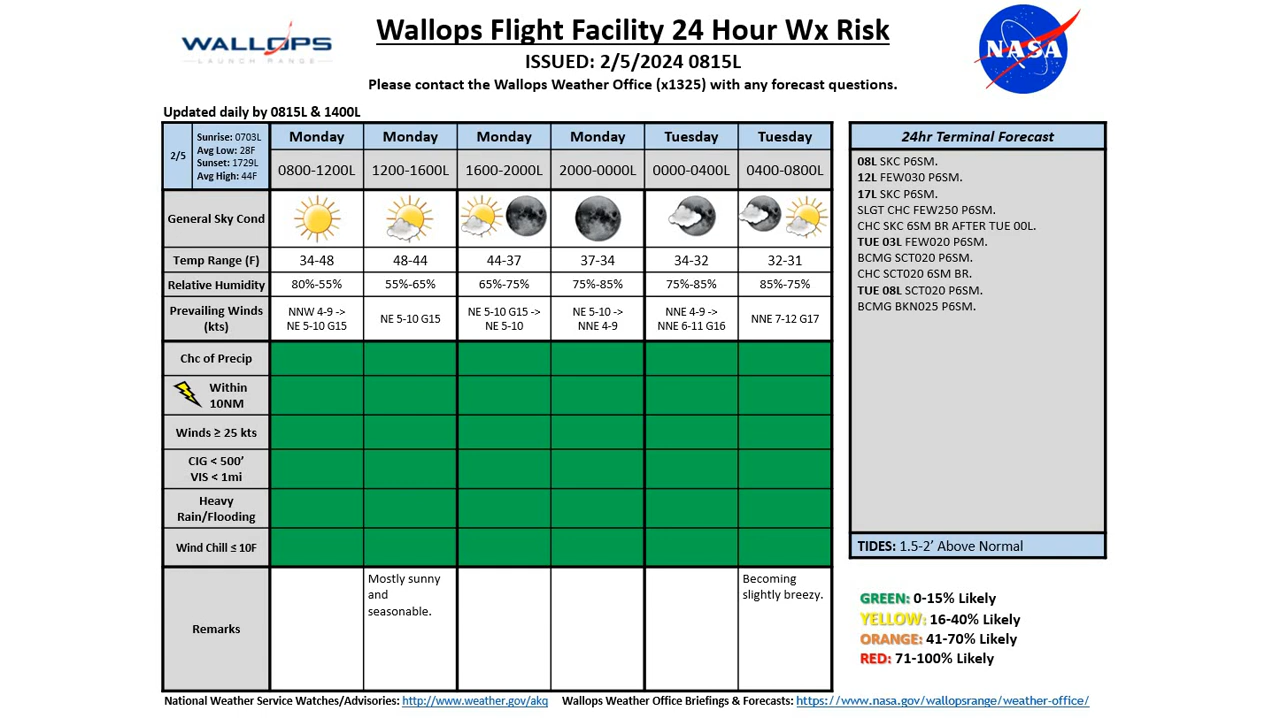 WALLOPS
LAUNCH RANGE
Wallops Flight Facility 24 Hour Wx Risk
ISSUED: 2/5/2024 0815L
Please contact the Wallops Weather Office (x1325) with any forecast questions.
NASA
Updated daily by 0815L & 1400L
2/5
Sunrise: 0703L
Avg Low: 28F
Sunset: 1729L
Avg High: 44F
Monday Monday Monday Monday Tuesday Tuesday
0800-1200L 1200-1600L 1600-2000L 2000-0000L 0000-0400L 0400-0800L
General Sky Cond
Temp Range (F) 34-48 48-44 44-37 37-34 34-32 32-31
Relative Humidity 80%-55% 55%-65% 65%-75% 75%-85% 75%-85% 85%-75%
Prevailing Winds
(kts)
NNW 4-9 ->
NE 5-10 G15
NE 5-10 G15
NE 5-10 G15 ->
NE 5-10
NE 5-10 ->
NNE 4-9
NNE 4-9 ->
NNE 6-11 G16
NNE 7-12 G17
Chc of Precip
Within
10NM
Winds ≥ 25 kts
CIG < 500’
VIS < 1mi
Heavy
Rain/Flooding
Wind Chill ≤ 10F
Remarks
Mostly sunny
and
seasonable.
Becoming
slightly breezy.
24hr Terminal Forecast
08L SKC P6SM.
12L FEW030 P6SM.
17L SKC P6SM.
SLGT CHC FEW250 P6SM.
CHC SKC 6SM BR AFTER TUE 00L.
TUE 03L FEW020 P6SM.
BCMG SCT020 P6SM.
CHC SCT020 6SM BR.
TUE 08L SCT020 P6SM.
BCMG BKN025 P6SM.
TIDES: 1.5-2’ Above Normal
GREEN: 0-15% Likely
YELLOW: 16-40% Likely
ORANGE: 41-70% Likely
RED: 71-100% Likely
National Weather Service Watches/Advisories: http://www.weather.gov/akq Wallops Weather Office Briefings & Forecasts: https://www.nasa.gov/wallopsrange/weather-office/